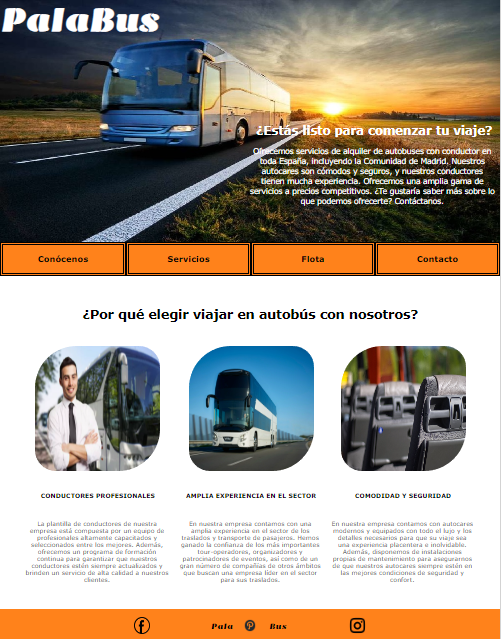 PalaBus
¿Estás listo para comenzar tu viaje?
Ofrecemos servicios de alquiler de autobuses con conductor en
toda España, incluyendo la Comunidad de Madrid. Nuestros
autocares son cómodos y seguros, y nuestros conductores
tienen mucha experiencia. Ofrecemos una amplia gama de
servicios a precios competitivos. ¿Te gustaría saber más sobre lo
que podemos ofrecerte? Contáctanos.
Conócenos
Servicios
Flota
Contacto
¿Por qué elegir viajar en autobús con nosotros?
CONDUCTORES PROFESIONALES
La plantilla de conductores de nuestra
empresa está compuesta por un equipo de
profesionales altamente capacitados y
seleccionados entre los mejores. Además,
ofrecemos un programa de formación
continua para garantizar que nuestros
conductores estén siempre actualizados y
brinden un servicio de alta calidad a nuestros
clientes.
AMPLIA EXPERIENCIA EN EL SECTOR
En nuestra empresa contamos con una
amplia experiencia en el sector de los
traslados y transporte de pasajeros. Hemos
ganado la confianza de los más importantes
tour-operadores, organizadores y
patrocinadores de eventos, así como de un
gran número de compañías de otros ámbitos
que buscan una empresa líder en el sector
para sus traslados.
COMODIDAD Y SEGURIDAD
En nuestra empresa contamos con autocares
modernos y equipados con todo el lujo y los
detalles necesarios para que su viaje sea
una experiencia placentera e inolvidable.
Además, disponemos de instalaciones
propias de mantenimiento para asegurarnos
de que nuestros autocares siempre estén en
las mejores condiciones de seguridad y
confort.
Pala Bus